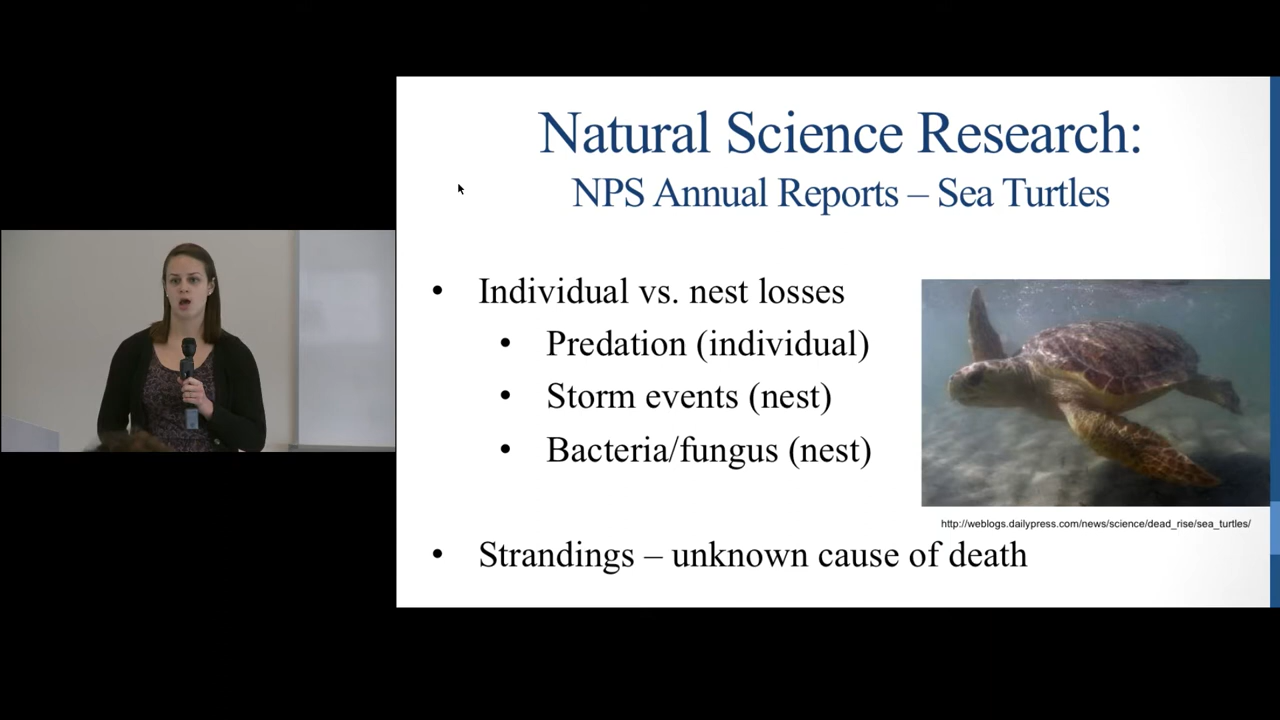 Natural Science Research:
NPS Annual Reports – Sea Turtles
• Individual vs. nest losses
• Predation (individual)
• Storm events (nest)
• Bacteria/fungus (nest)
http://weblogs.dailypress.com/news/science/dead_rise/sea_turtles/
• Strandings – unknown cause of death